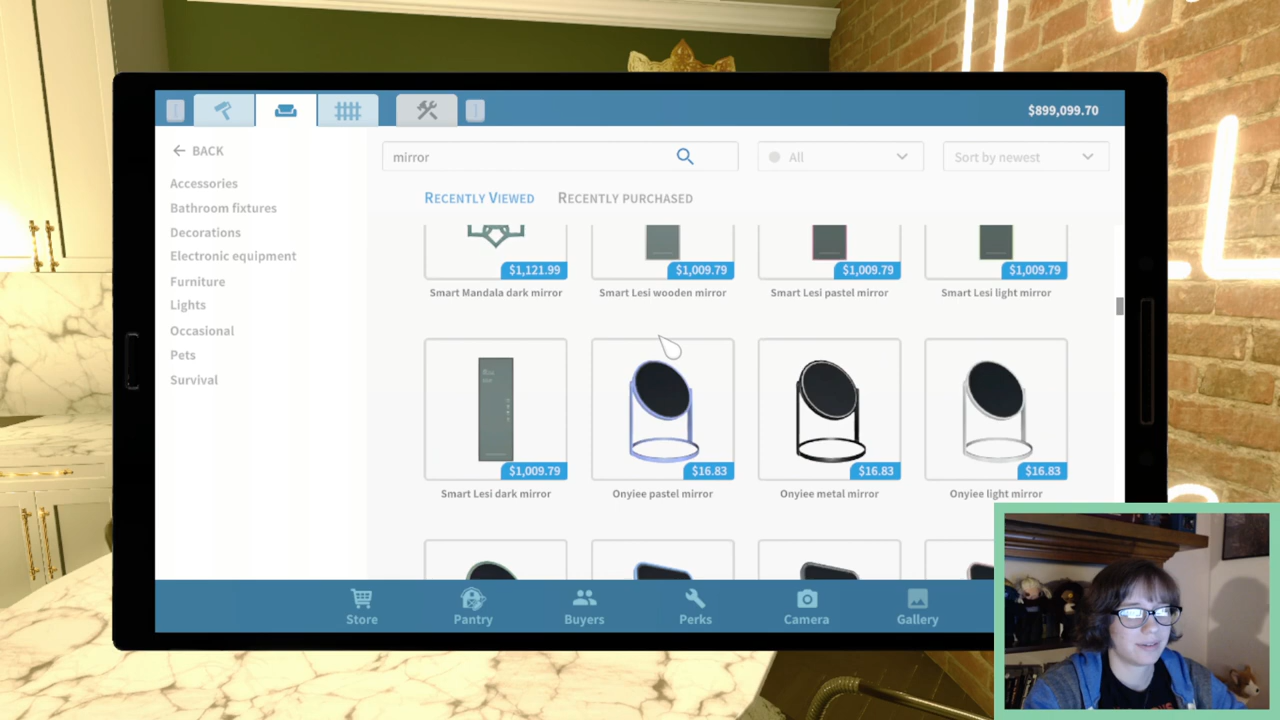 $899,099.70
BACK
mirror
All
Sort by newest
Accessories
Bathroom fixtures
Decorations
Electronic equipment
Furniture
Lights
Occasional
Pets
Survival
RECENTLY VIEWED
RECENTLY PURCHASED
$1,121.99
$1,009.79
$1,009.79
$1,009.79
Smart Mandala dark mirror
Smart Lesi wooden mirror
Smart Lesi pastel mirror
Smart Lesi light mirror
$1,009.79
$16.83
$16.83
$16.83
Smart Lesi dark mirror
Onyiee pastel mirror
Onyiee metal mirror
Onyiee light mirror
Store
Pantry
Buyers
Perks
Camera
Gallery